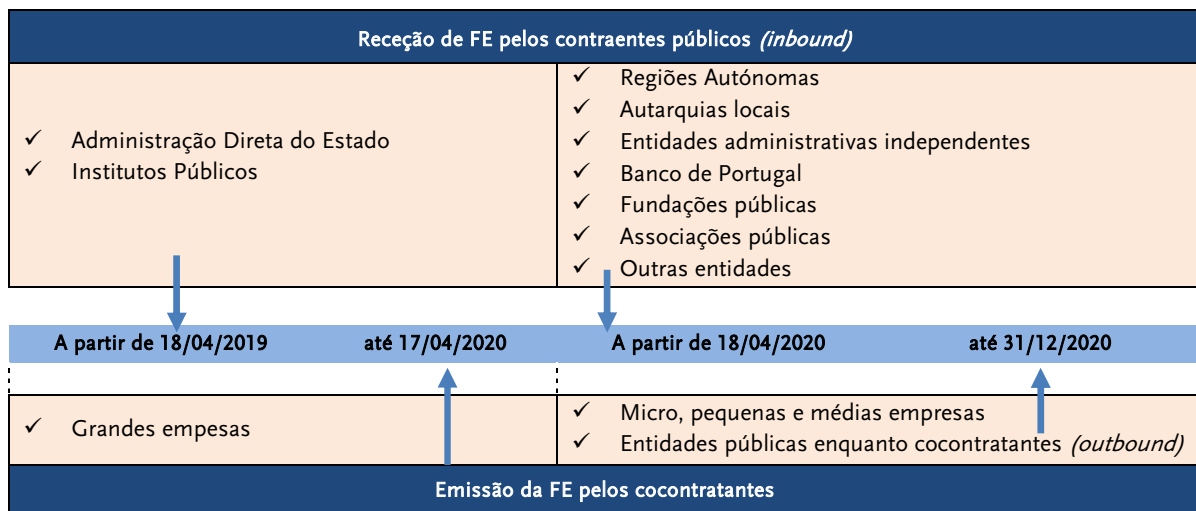 Receção de FE pelos contraentes públicos (inbound)
✓ Administração Direta do Estado
✓ Institutos Públicos
✓ Regiões Autónomas
✓ Autarquias locais
✓ Entidades administrativas independentes
✓ Banco de Portugal
✓ Fundações públicas
✓ Associações públicas
✓ Outras entidades
A partir de 18/04/2019 até 17/04/2020 A partir de 18/04/2020 até 31/12/2020
✓ Grandes empesas
✓ Micro, pequenas e médias empresas
✓ Entidades públicas enquanto cocontratantes (outbound)
Emissão da FE pelos cocontratantes